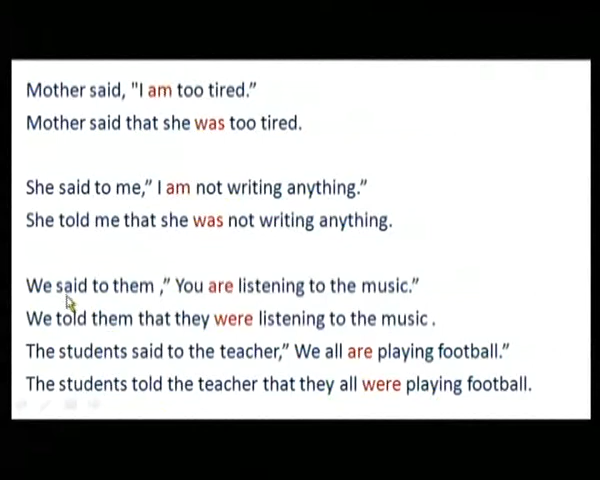 Mother said, "I am too tired.”
Mother said that she was too tired.
She said to me,” I am not writing anything.”
She told me that she was not writing anything.
We said to them ,” You are listening to the music.”
We told them that they were listening to the music .
The students said to the teacher,” We all are playing football.”
The students told the teacher that they all were playing football.